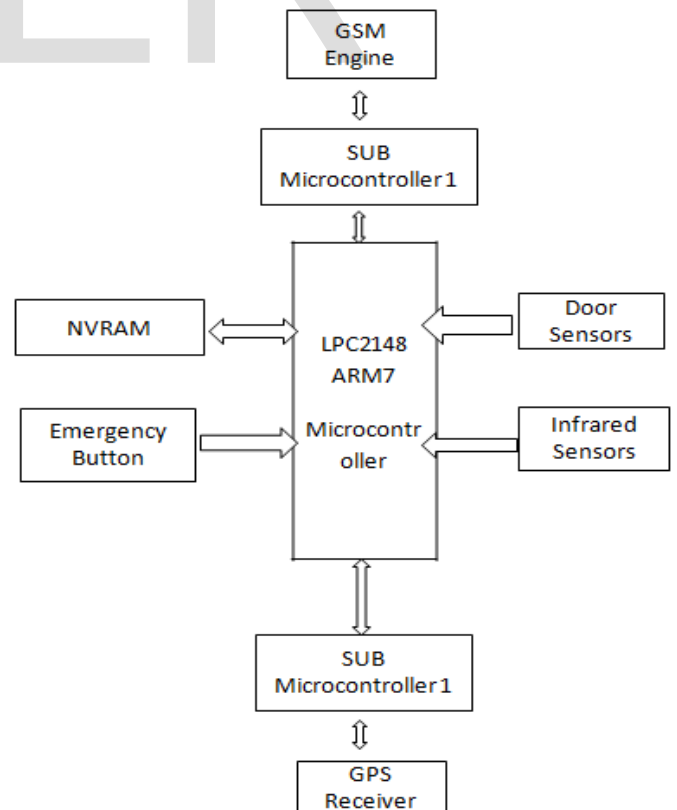 GSM
Engine
SUB
Microcontroller1
NVRAM
Door
Sensors
LPC2148
ARM7
Microcontr
oller
Emergency
Button
Infrared
Sensors
SUB
Microcontroller1
GPS
Receiver